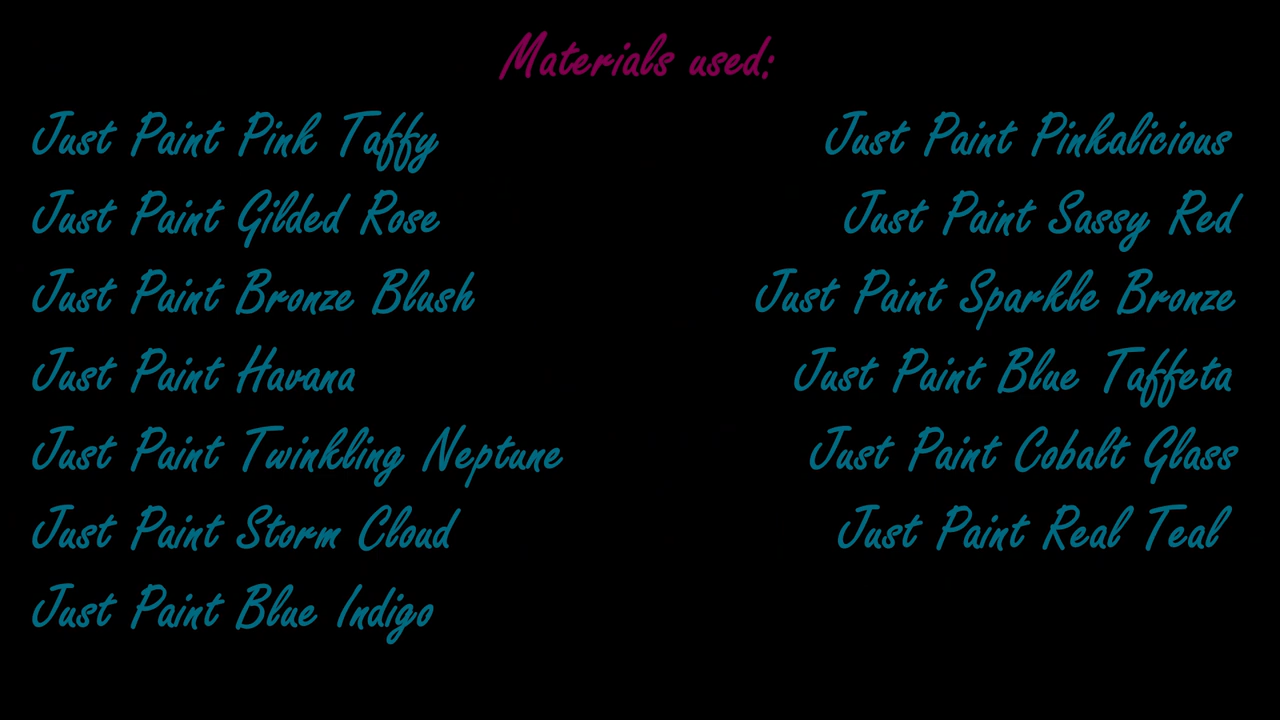 Materials used:
Just Paint Pink Taffy
Just Paint Gilded Rose
Just Paint Bronze Blush
Just Paint Havana
Just Paint Twinkling Neptune
Just Paint Storm Cloud
Just Paint Blue Indigo
Just Paint Pinkalicious
Just Paint Sassy Red
Just Paint Sparkle Bronze
Just Paint Blue Taffeta
Just Paint Cobalt Glass
Just Paint Real Teal